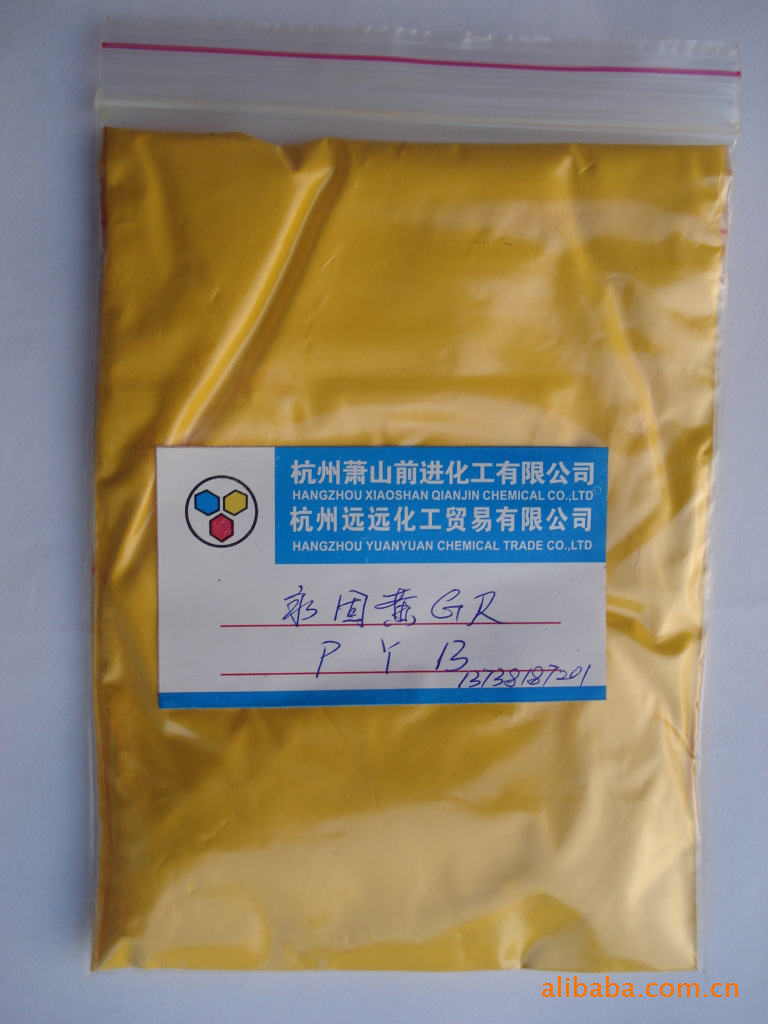 杭州萧山前进化工有限公司
HANGZHOU XIAOSHAN QIANJIN CHEMICAL CO.,LTD
杭州远远化工贸易有限公司
HANGZHOU YUANYUAN CHEMICAL TRADE CO.,LTD
永固黄GR
PY 13
13738187201
alibaba.com.cn